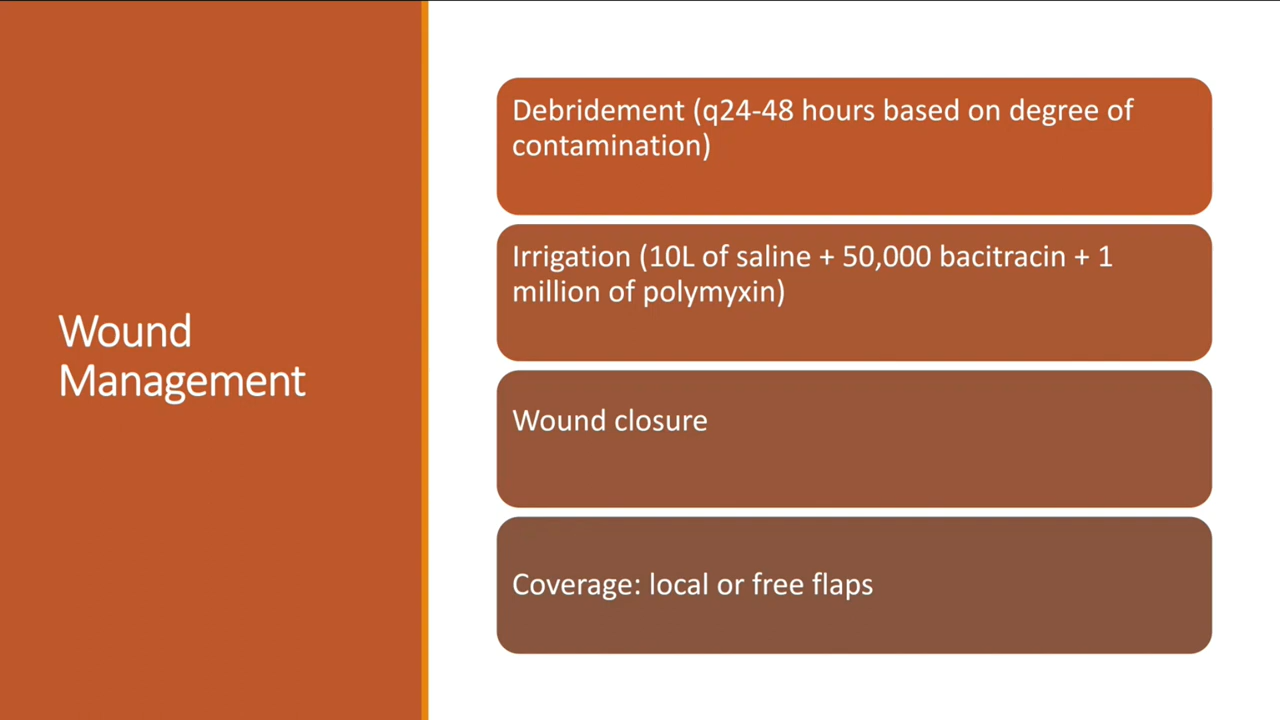 Wound
Management
Debridement (q24-48 hours based on degree of
contamination)
Irrigation (10L of saline + 50,000 bacitracin + 1
million of polymyxin)
Wound closure
Coverage: local or free flaps